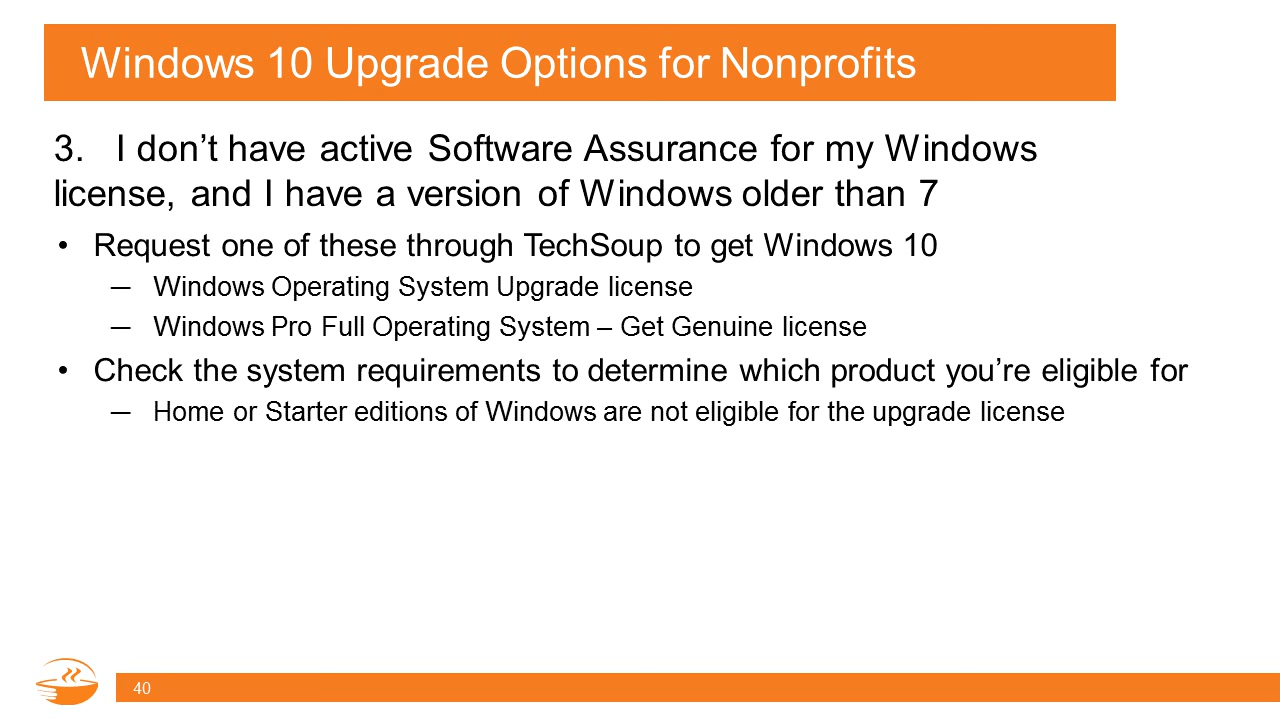 Windows 10 Upgrade Options for Nonprofits
3. I don’t have active Software Assurance for my Windows
license, and I have a version of Windows older than 7
• Request one of these through TechSoup to get Windows 10
— Windows Operating System Upgrade license
— Windows Pro Full Operating System – Get Genuine license
• Check the system requirements to determine which product you’re eligible for
— Home or Starter editions of Windows are not eligible for the upgrade license
40